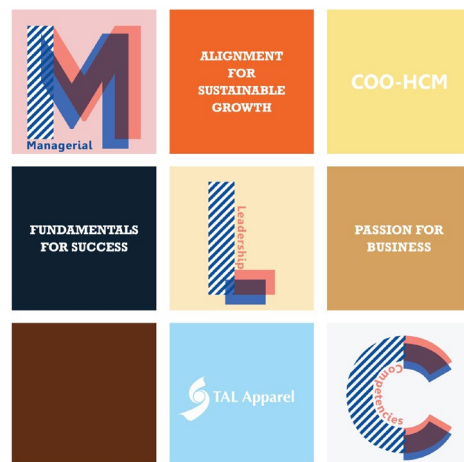 M
Managerial
ALIGNMENT
FOR
SUSTAINABLE
GROWTH
COO-HCM
FUNDAMENTALS
FOR SUCCESS
L
Leadership
PASSION FOR
BUSINESS
TAL Apparel
C
Competencies